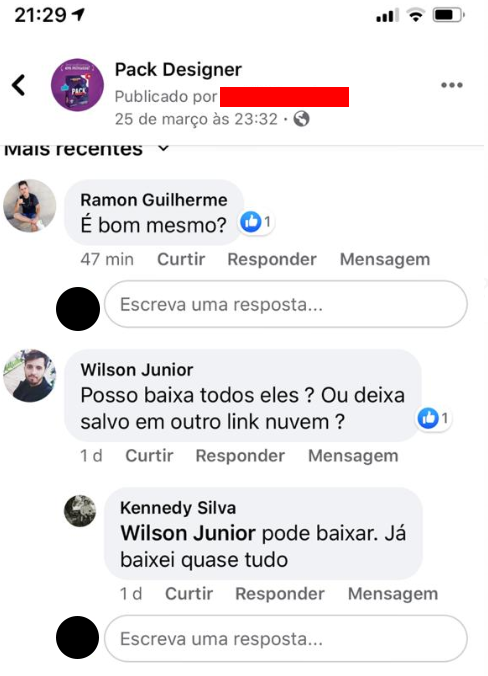 21:29
Pack Designer
Publicado por
25 de março às 23:32 ·
Mais recentes
Ramon Guilherme
É bom mesmo?
1
47 min Curtir Responder Mensagem
Escreva uma resposta...
Wilson Junior
Posso baixa todos eles ? Ou deixa
salvo em outro link nuvem ?
1
1 d Curtir Responder Mensagem
Kennedy Silva
Wilson Junior pode baixar. Já
baixei quase tudo
1 d Curtir Responder Mensagem
Escreva uma resposta...